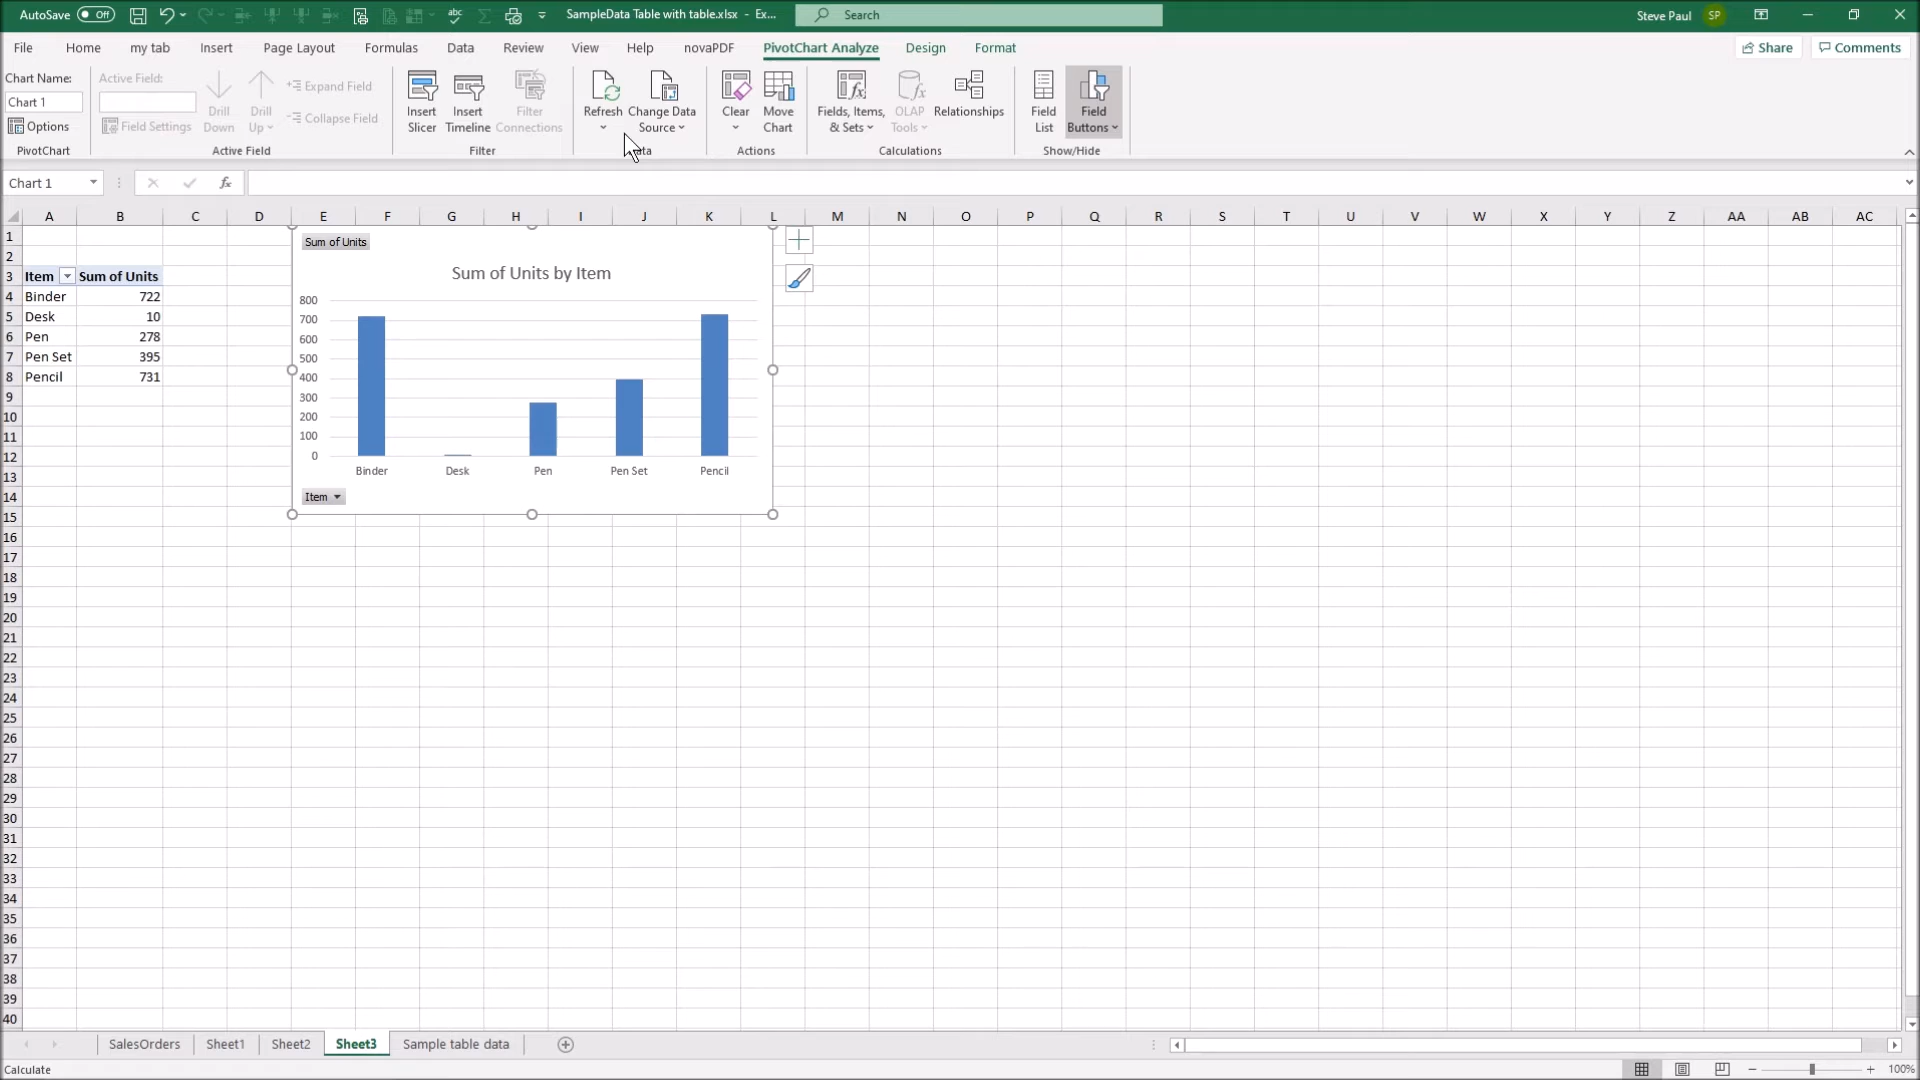 AutoSave Off SampleData Table with table.xlsx - Ex... Search Steve Paul SP
File Home my tab Insert Page Layout Formulas Data Review View Help novaPDF PivotChart Analyze Design Format Share Comments
Chart Name:
Chart 1
Options
PivotChart
Active Field:
Field Settings
Drill Down
Drill Up
Expand Field
Collapse Field
Active Field
Insert Slicer
Insert Timeline
Filter Connections
Filter
Refresh
Change Data Source
Clear
Move Chart
Actions
Fields, Items, & Sets
OLAP Tools
Relationships
Calculations
Field List
Field Buttons
Show/Hide
Chart 1 fx
A B C D E F G H I J K L M N O P Q R S T U V W X Y Z AA AB AC
1
2
3 Item Sum of Units
4 Binder 722
5 Desk 10
6 Pen 278
7 Pen Set 395
8 Pencil 731
9
10
11
12
13
14
15
16
17
18
19
20
21
22
23
24
25
26
27
28
29
30
31
32
33
34
35
36
37
38
39
40
Sum of Units
Sum of Units by Item
800
700
600
500
400
300
200
100
0
Binder Desk Pen Pen Set Pencil
Item
SalesOrders Sheet1 Sheet2 Sheet3 Sample table data
Calculate 100%